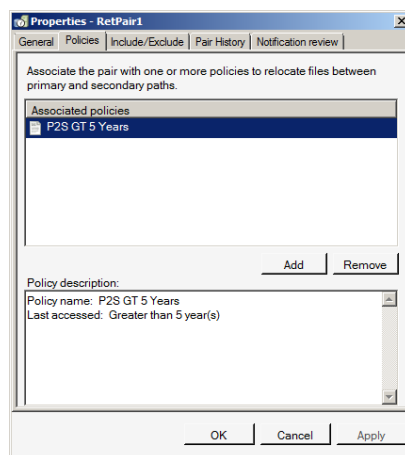 Properties - RetPair1
General Policies Include/Exclude Pair History Notification review
Associate the pair with one or more policies to relocate files between
primary and secondary paths.
Associated policies
P2S GT 5 Years
Add Remove
Policy description:
Policy name: P2S GT 5 Years
Last accessed: Greater than 5 year(s)
OK Cancel Apply